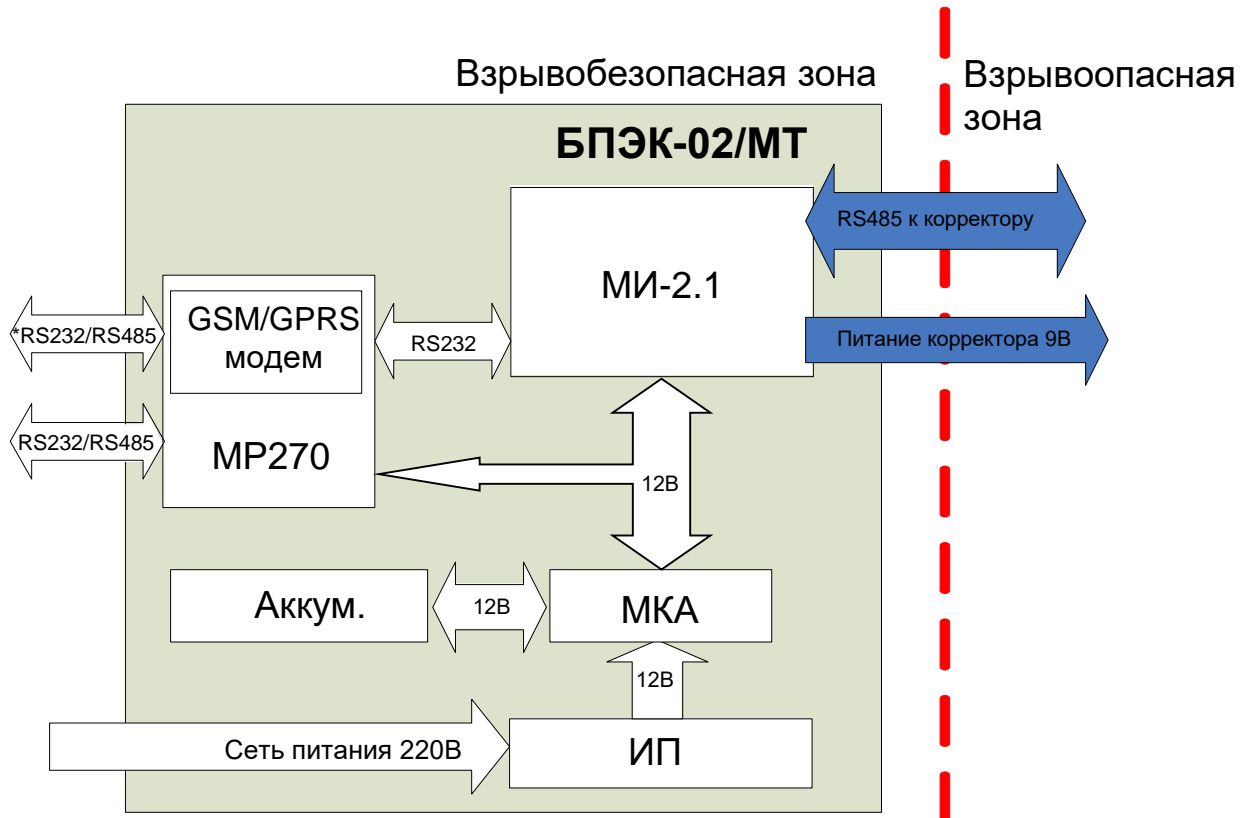 Взрывобезопасная зона
Взрывоопасная
зона
БПЭК-02/МТ
RS485 к корректору
МИ-2.1
GSM/GPRS
модем
*RS232/RS485
RS232
Питание корректора 9В
RS232/RS485
МР270
12В
Аккум.
12В
МКА
12В
Сеть питания 220В
ИП